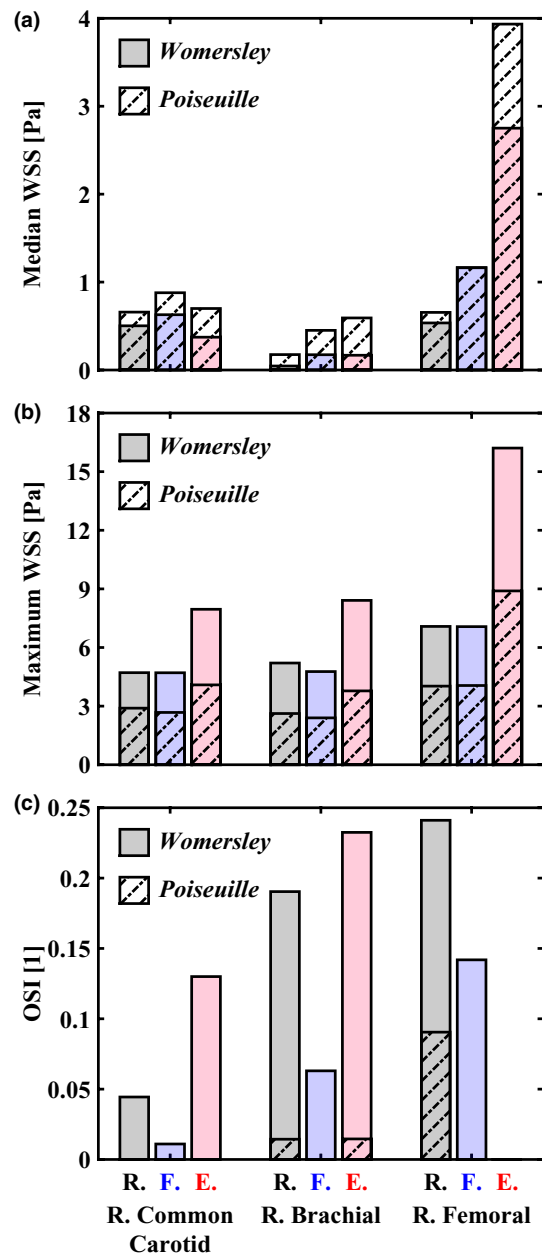 (a)
Median WSS [Pa]
4
3
2
1
0
Womersley
Poiseuille
(b)
Maximum WSS [Pa]
18
15
12
9
6
3
0
Womersley
Poiseuille
(c)
OSI [1]
0.25
0.2
0.15
0.1
0.05
0
Womersley
Poiseuille
R. F. E. R. F. E. R. F. E.
R. Common Carotid R. Brachial R. Femoral